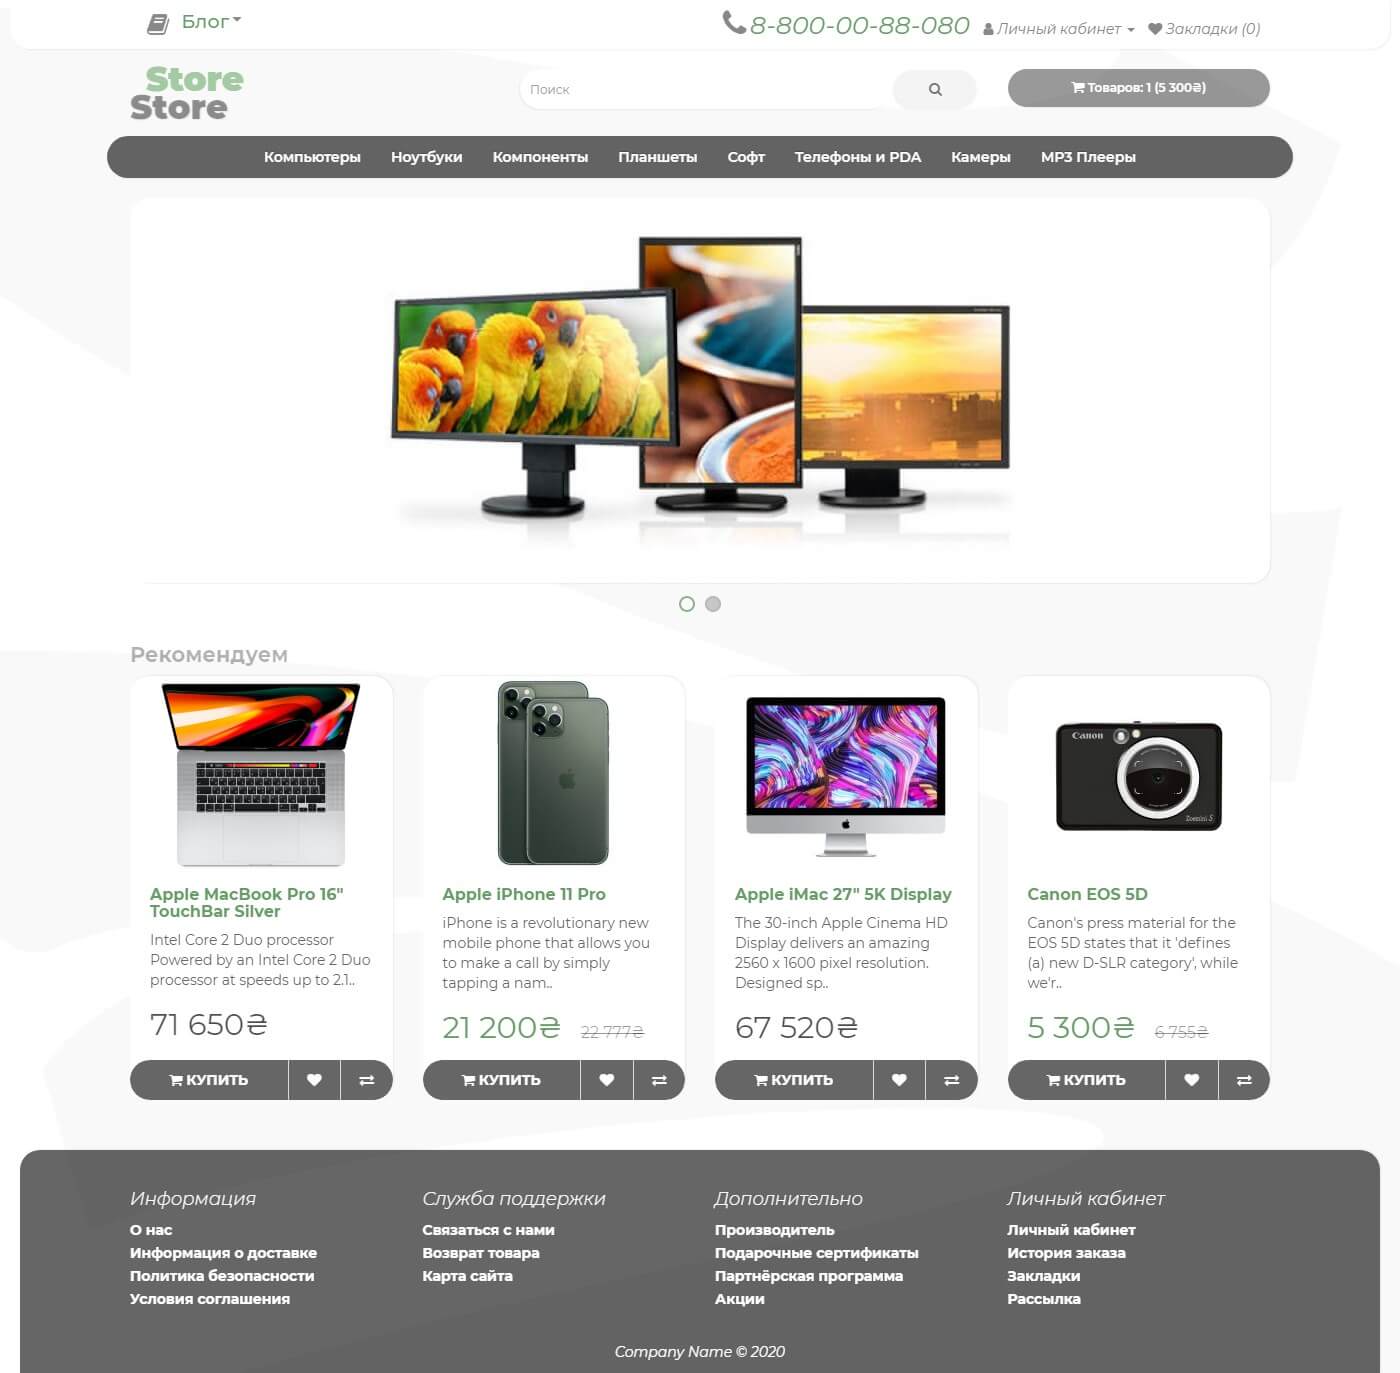 Блог
8-800-00-88-080 Личный кабинет Закладки (0)
Store
Store
Поиск
Товаров: 1 (5 300₴)
Компьютеры Ноутбуки Компоненты Планшеты Софт Телефоны и PDA Камеры MP3 Плееры
Рекомендуем
Canon
Zoemini S
Apple MacBook Pro 16"
TouchBar Silver
Intel Core 2 Duo processor
Powered by an Intel Core 2 Duo
processor at speeds up to 2.1..
71 650₴
КУПИТЬ
Apple iPhone 11 Pro
iPhone is a revolutionary new
mobile phone that allows you
to make a call by simply
tapping a nam..
21 200₴ 22 777₴
КУПИТЬ
Apple iMac 27" 5K Display
The 30-inch Apple Cinema HD
Display delivers an amazing
2560 x 1600 pixel resolution.
Designed sp..
67 520₴
КУПИТЬ
Canon EOS 5D
Canon's press material for the
EOS 5D states that it 'defines
(a) new D-SLR category', while
we'r..
5 300₴ 6 755₴
КУПИТЬ
Информация
О нас
Информация о доставке
Политика безопасности
Условия соглашения
Служба поддержки
Связаться с нами
Возврат товара
Карта сайта
Дополнительно
Производитель
Подарочные сертификаты
Партнёрская программа
Акции
Личный кабинет
Личный кабинет
История заказа
Закладки
Рассылка
Company Name © 2020